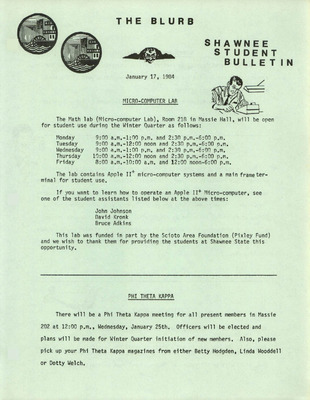 THE BLURB
SHAWNEE
STUDENT
BULLETIN
January 17, 1984
MICRO-COMPUTER LAB
The Math lab (Micro-computer Lab), Room 218 in Massie Hall, will be open
for student use during the Winter Quarter as follows:
Monday 9:00 a.m.-1:00 p.m. and 2:30 p.m.-6:00 p.m.
Tuesday 9:00 a.m.-12:00 noon and 2:30 p.m.-6:00 p.m.
Wednesday 9:00 a.m.-1:00 p.m. and 2:30 p.m.-6:00 p.m.
Thursday 10:00 a.m.-12:00 noon and 2:30 p.m.-6:00 p.m.
Friday 8:00 a.m.-10:00 a.m. and 12:00 noon-6:00 p.m.
The lab contains Apple II+ micro-computer systems and a main frame ter-
minal for student use.
If you want to learn how to operate an Apple II+ Micro-computer, see
one of the student assistants listed below at the above times:
John Johnson
David Kronk
Bruce Adkins
This lab was funded in part by the Scioto Area Foundation (Pixley Fund)
and we wish to thank them for providing the students at Shawnee State this
opportunity.
PHI THETA KAPPA
There will be a Phi Theta Kappa meeting for all present members in Massie
202 at 12:00 p.m., Wednesday, January 25th. Officers will be elected and
plans will be made for Winter Quarter initiation of new members. Also, please
pick up your Phi Theta Kappa magazines from either Betty Hodgden, Linda Wooddell
or Dotty Welch.